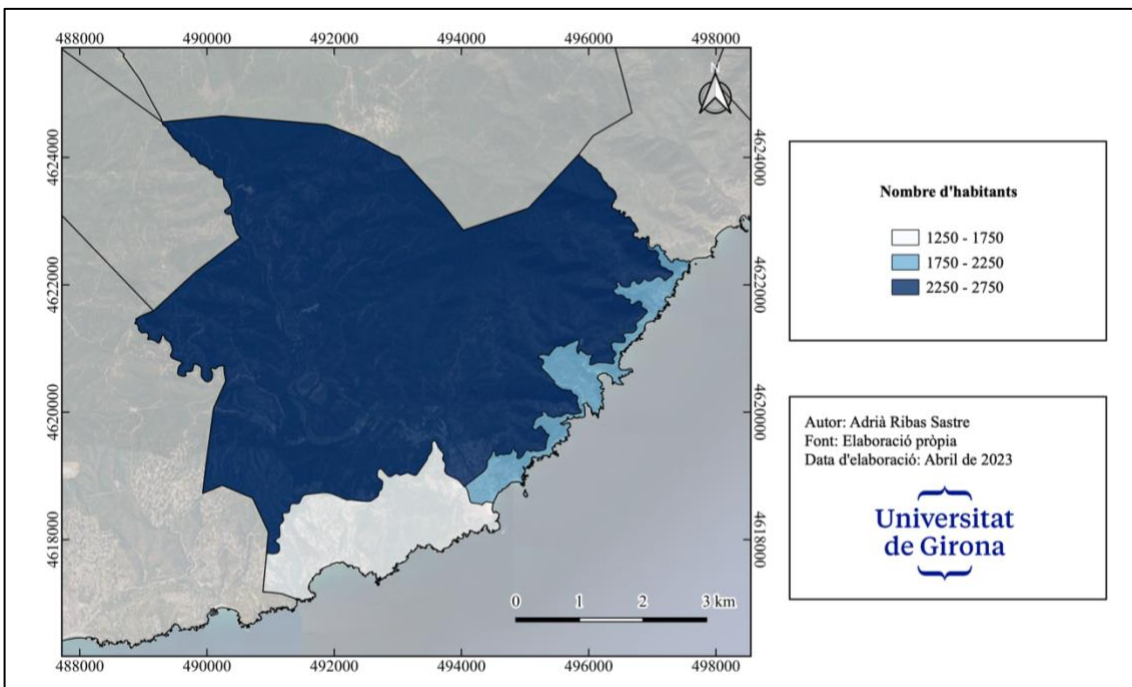 488000 490000 492000 494000 496000 498000
N
4624000 4624000
4622000 4622000
4620000 4620000
4618000 4618000
0 1 2 3 km
488000 490000 492000 494000 496000 498000
Nombre d'habitants
1250 - 1750
1750 - 2250
2250 - 2750
Autor: Adrià Ribas Sastre
Font: Elaboració pròpia
Data d'elaboració: Abril de 2023
Universitat
de Girona